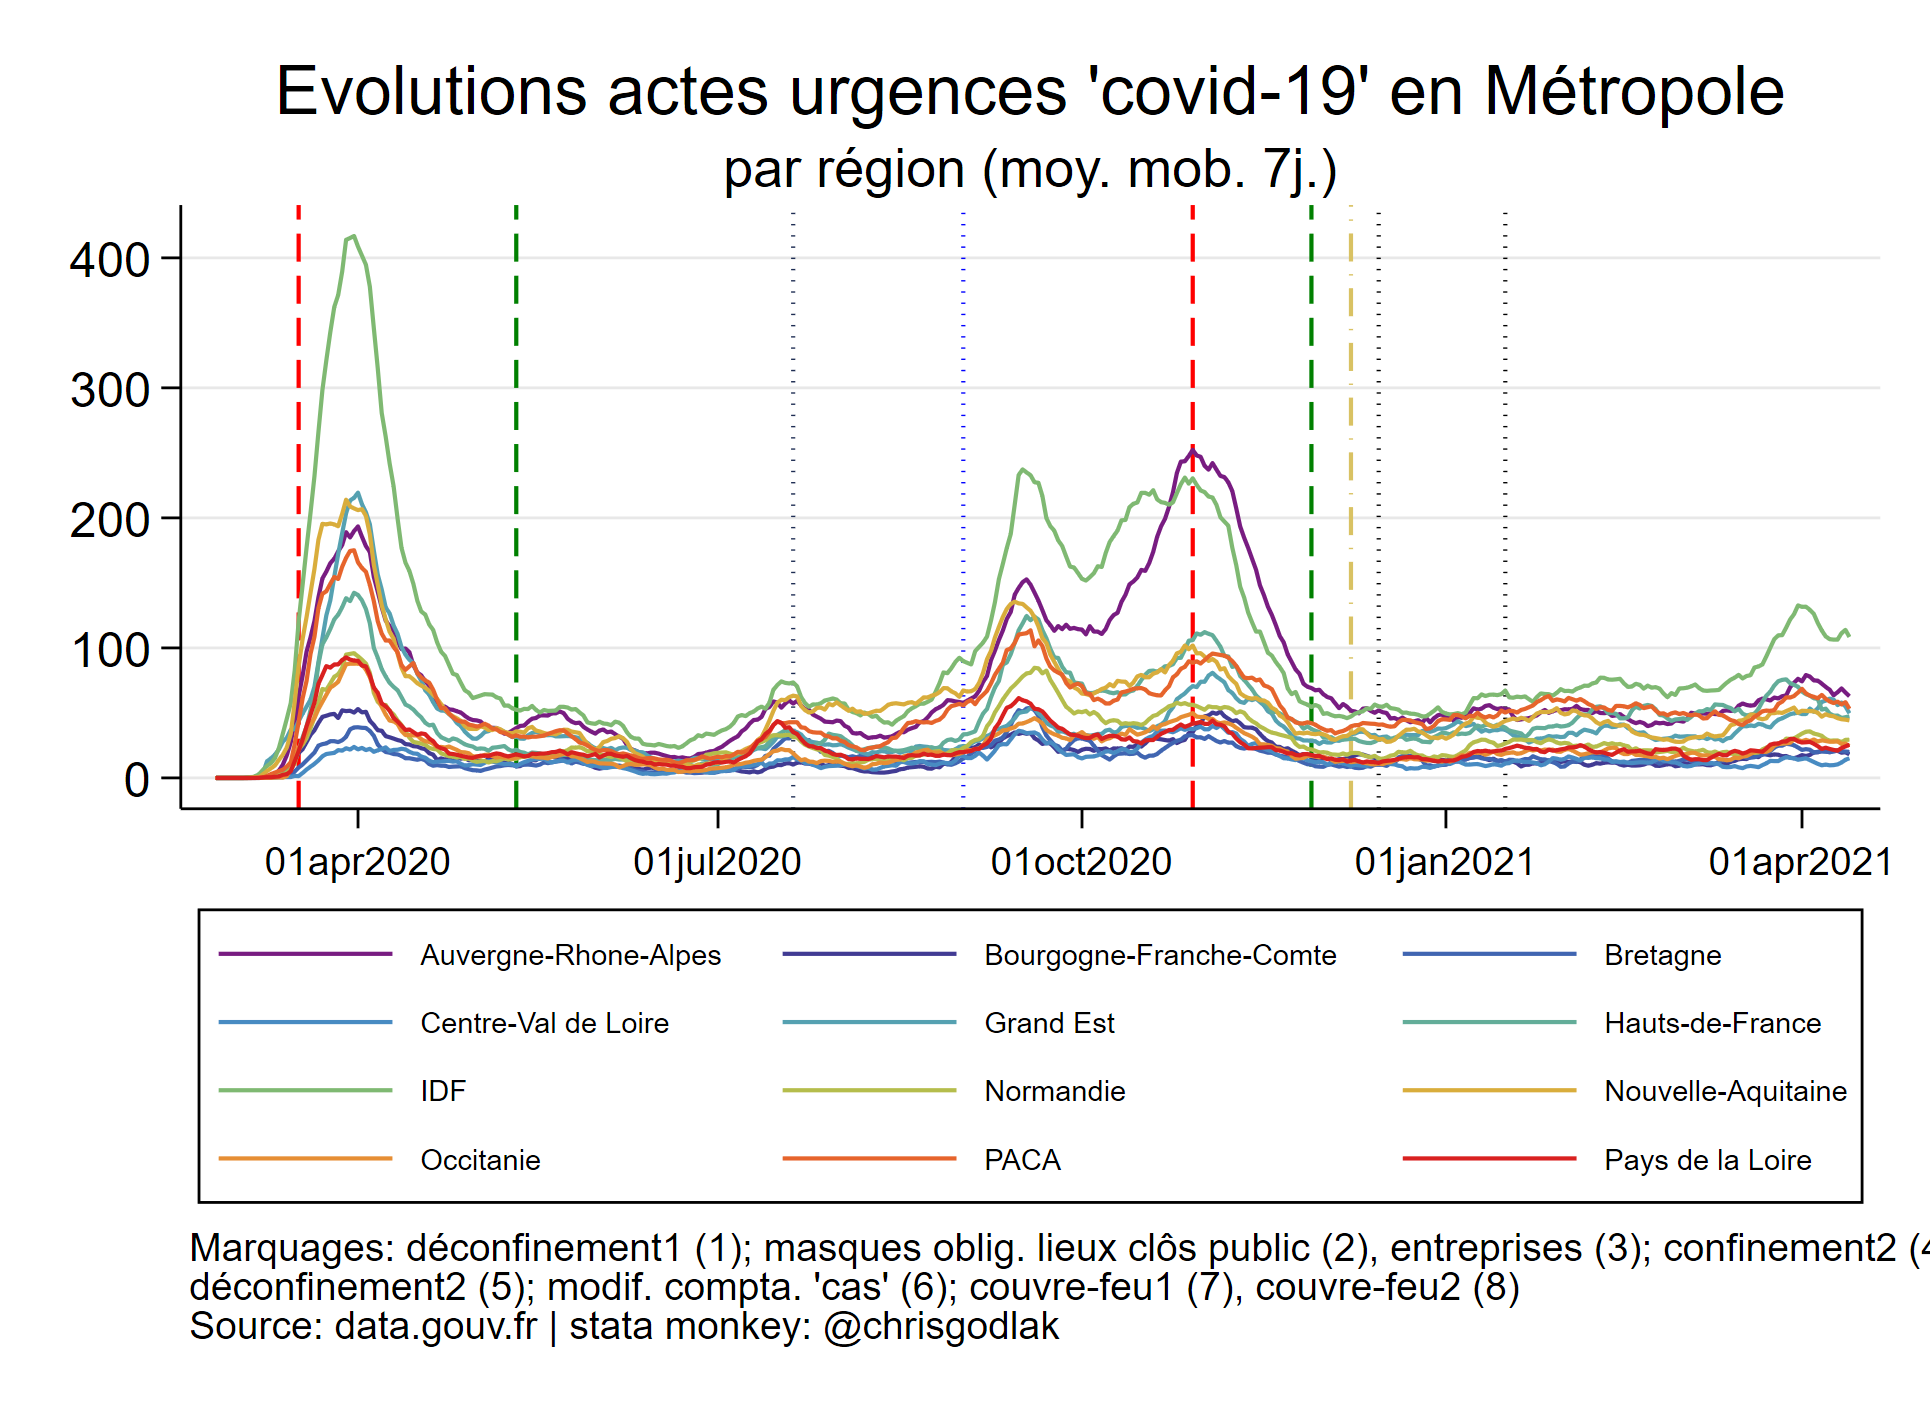 Evolutions actes urgences 'covid-19' en Métropole
par région (moy. mob. 7j.)
400
300
200
100
0
01apr2020 01jul2020 01oct2020 01jan2021 01apr2021
Auvergne-Rhone-Alpes Bourgogne-Franche-Comte Bretagne
Centre-Val de Loire Grand Est Hauts-de-France
IDF Normandie Nouvelle-Aquitaine
Occitanie PACA Pays de la Loire
Marquages: déconfinement1 (1); masques oblig. lieux clôs public (2), entreprises (3); confinement2 (4
déconfinement2 (5); modif. compta. 'cas' (6); couvre-feu1 (7), couvre-feu2 (8)
Source: data.gouv.fr | stata monkey: @chrisgodlak